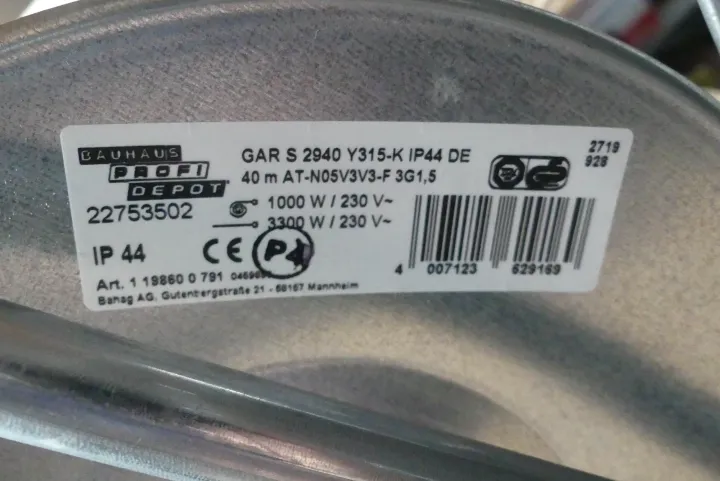 BAUHAUS
PROFI
DEPOT
22753502
IP 44
GAR S 2940 Y315-K IP44 DE
40 m AT-N05V3V3-F 3G1,5
1000 W / 230 V~
3300 W / 230 V~
CE P4
Art. 1 19860 0 791
Bahag AG, Gutenbergstraße 21 - 68167 Mannheim
2719
928
4 007123 629169